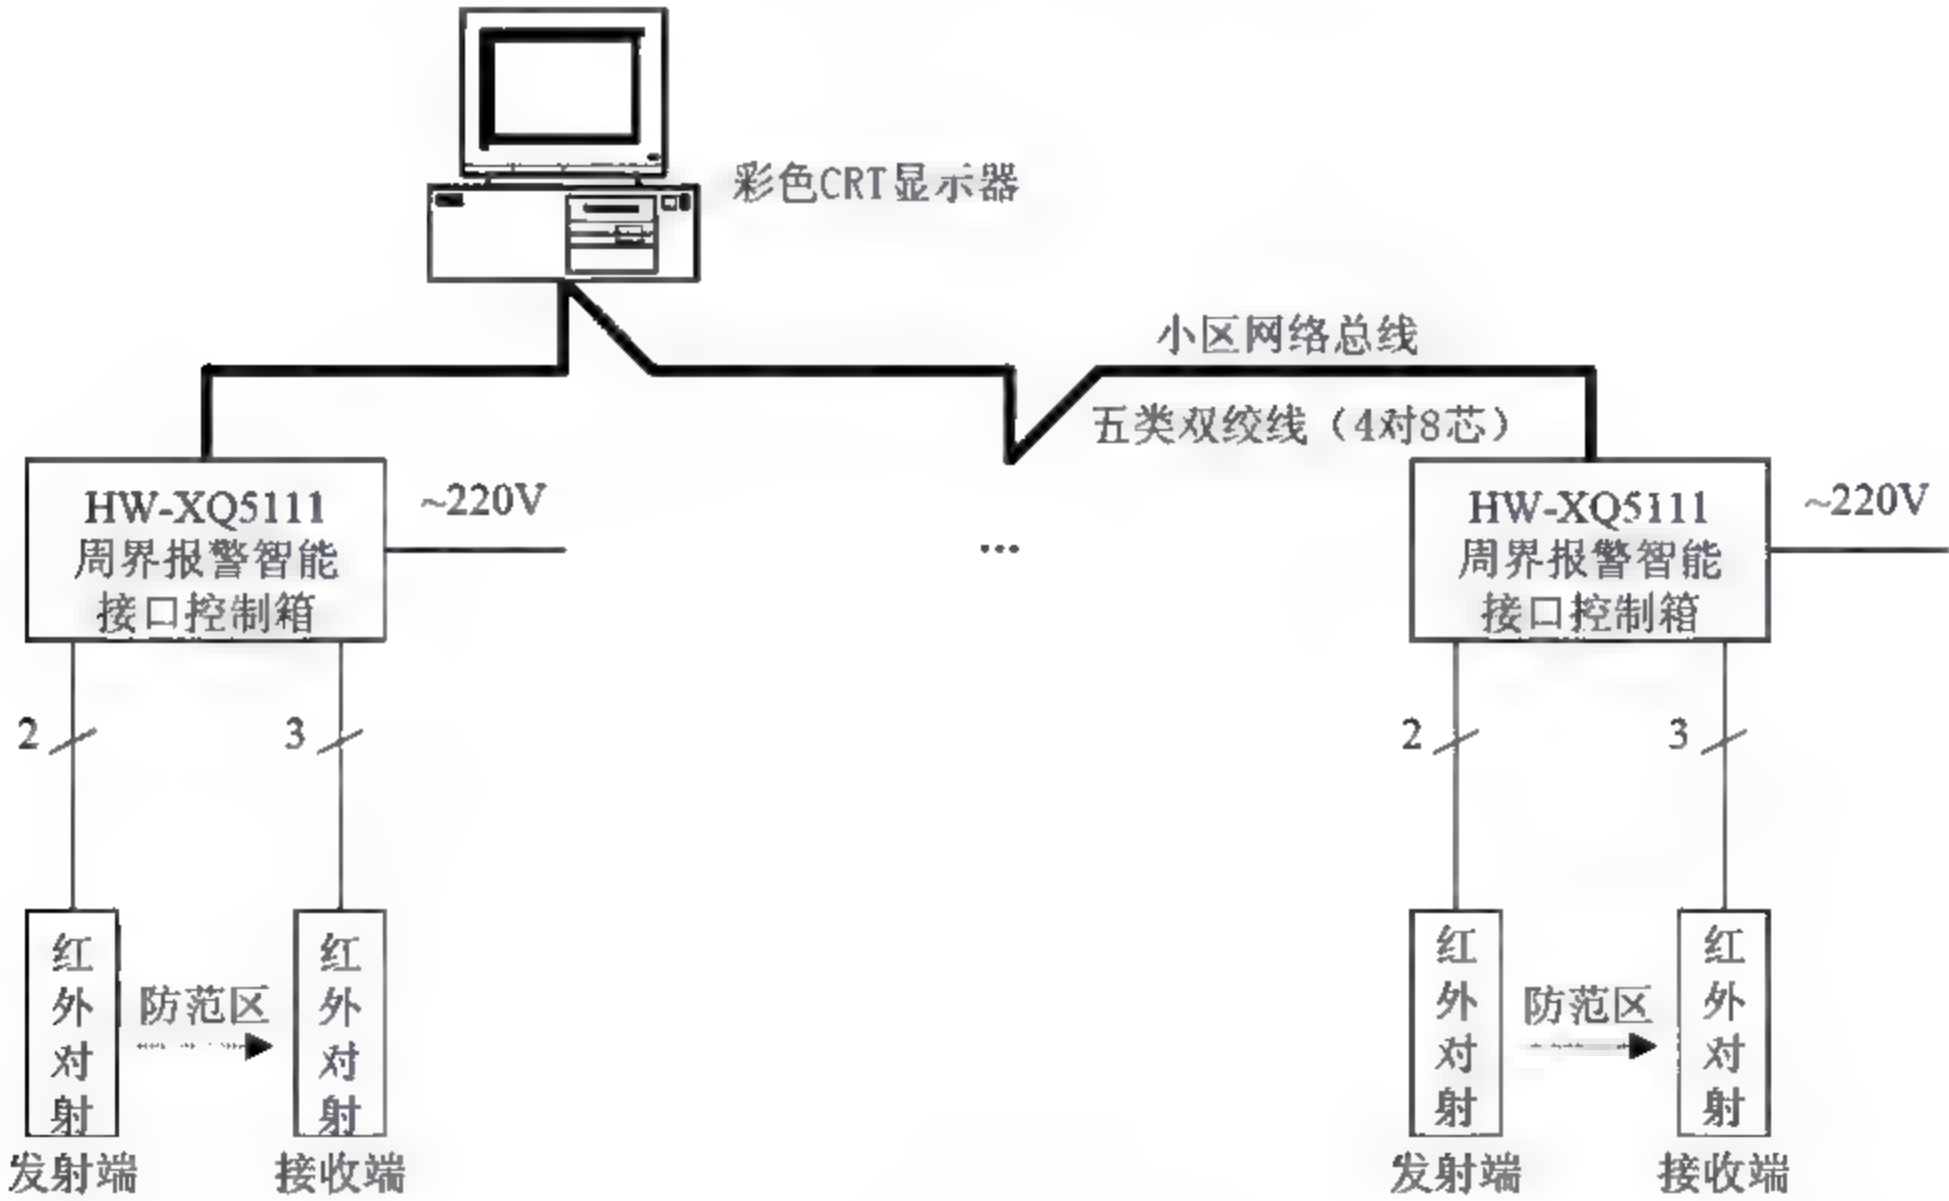 彩色CRT显示器
小区网络总线
五类双绞线（4对8芯）
HW-XQ5111
周界报警智能
接口控制箱
~220V
...
HW-XQ5111
周界报警智能
接口控制箱
~220V
2
3
2
3
红外对射
防范区
红外对射
红外对射
防范区
红外对射
发射端
接收端
发射端
接收端